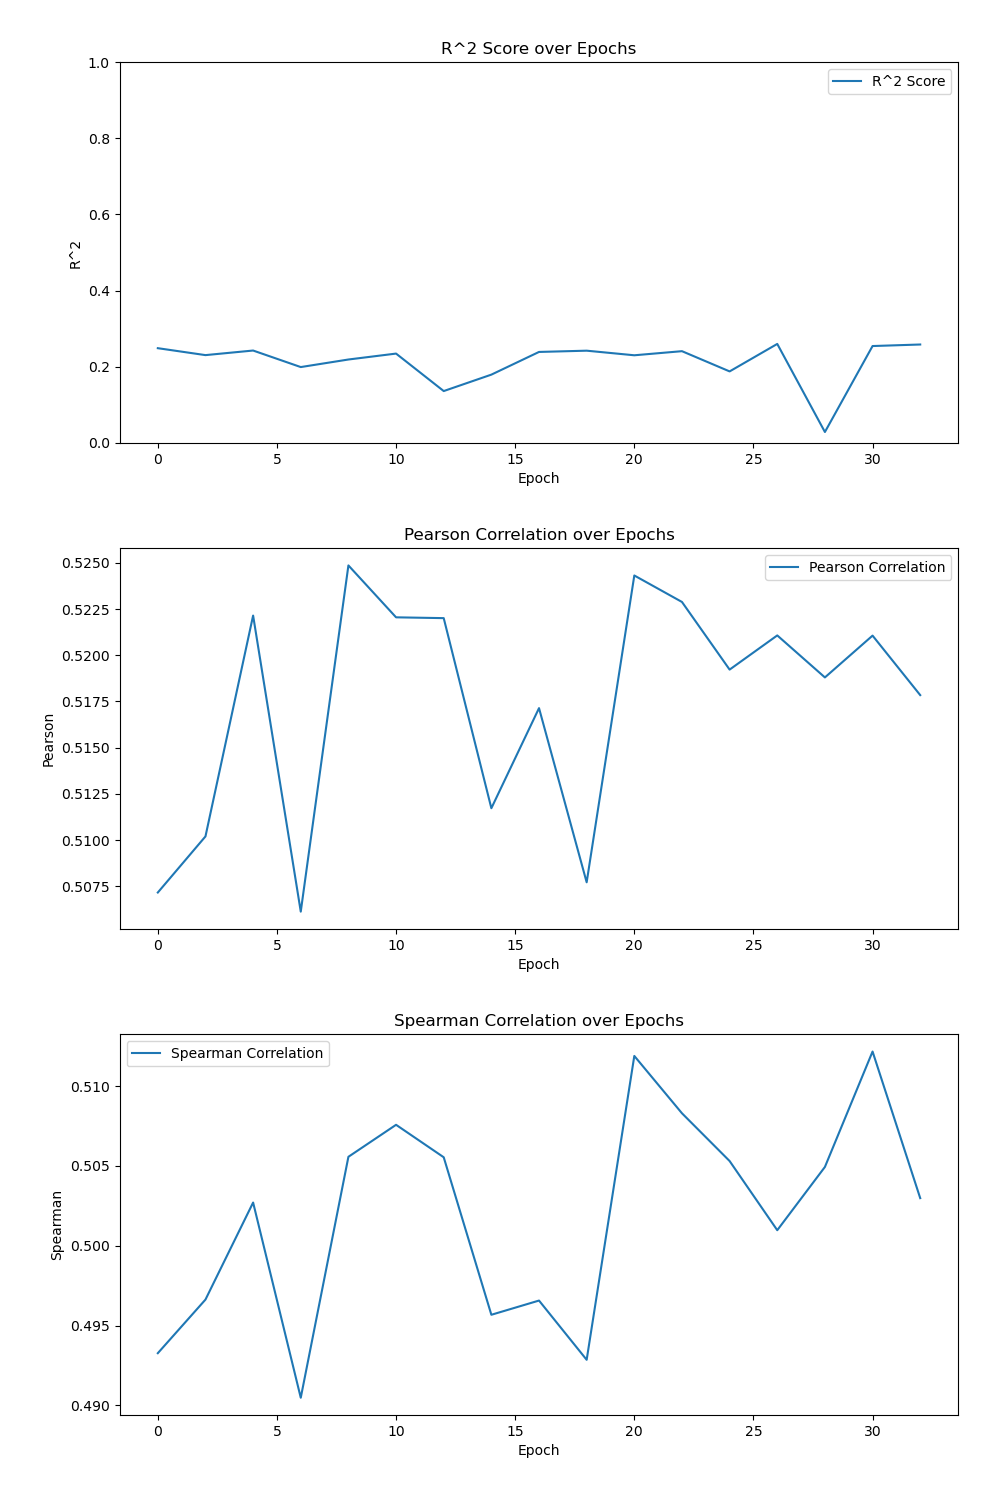 R^2 Score over Epochs
1.0
R^2 Score
0.8
0.6
R^2
0.4
0.2
0.0
0 5 10 15 20 25 30
Epoch
Pearson Correlation over Epochs
0.5250
Pearson Correlation
0.5225
0.5200
0.5175
Pearson
0.5150
0.5125
0.5100
0.5075
0 5 10 15 20 25 30
Epoch
Spearman Correlation over Epochs
Spearman Correlation
0.510
0.505
Spearman
0.500
0.495
0.490
0 5 10 15 20 25 30
Epoch